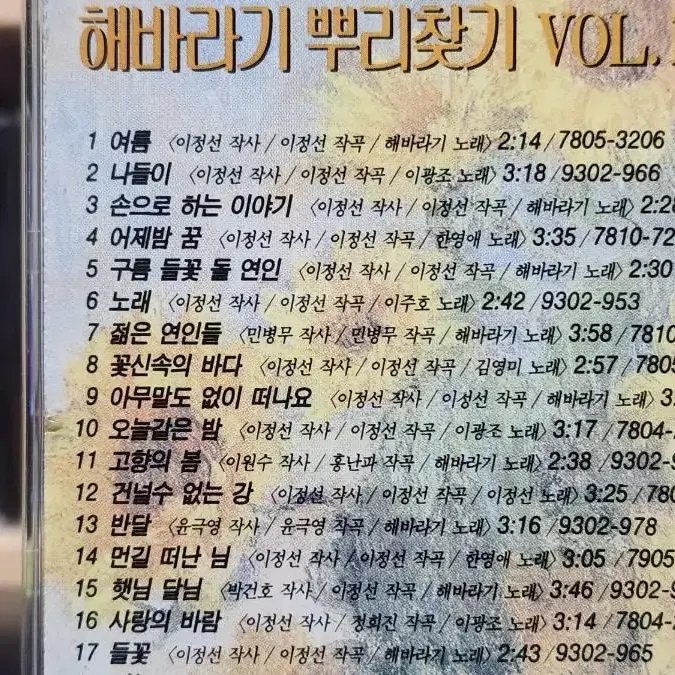 해바라기 뿌리찾기 VOL.
1 여름 〈이정선 작사 / 이정선 작곡 / 해바라기 노래〉 2:14 / 7805-3206
2 나들이 〈이정선 작사 / 이정선 작곡 / 이광조 노래〉 3:18 / 9302-966
3 손으로 하는 이야기 〈이정선 작사 / 이정선 작곡 / 해바라기 노래〉 2:28
4 어제밤 꿈 〈이정선 작사 / 이정선 작곡 / 한영애 노래〉 3:35 / 7810-72
5 구름 들꽃 돌 연인 〈이정선 작사 / 이정선 작곡 / 해바라기 노래〉 2:30
6 노래 〈이정선 작사 / 이정선 작곡 / 이주호 노래〉 2:42 / 9302-953
7 젊은 연인들 〈민병무 작사 / 민병무 작곡 / 해바라기 노래〉 3:58 / 7810
8 꽃신속의 바다 〈이정선 작사 / 이정선 작곡 / 김영미 노래〉 2:57 / 780
9 아무말도 없이 떠나요 〈이정선 작사 / 이정선 작곡 / 해바라기 노래〉 3:
10 오늘같은 밤 〈이정선 작사 / 이정선 작곡 / 이광조 노래〉 3:17 / 7804-
11 고향의 봄 〈이원수 작사 / 홍난파 작곡 / 해바라기 노래〉 2:38 / 9302-
12 건널수 없는 강 〈이정선 작사 / 이정선 작곡 / 이정선 노래〉 3:25 / 780
13 반달 〈윤극영 작사 / 윤극영 작곡 / 해바라기 노래〉 3:16 / 9302-978
14 먼길 떠난 님 〈이정선 작사 / 이정선 작곡 / 한영애 노래〉 3:05 / 7905
15 햇님 달님 〈박건호 작사 / 이정선 작곡 / 해바라기 노래〉 3:46 / 9302-
16 사랑의 바람 〈이정선 작사 / 정희진 작곡 / 이광조 노래〉 3:14 / 7804-
17 들꽃 〈이정선 작사 / 이정선 작곡 / 해바라기 노래〉 2:43 / 9302-965